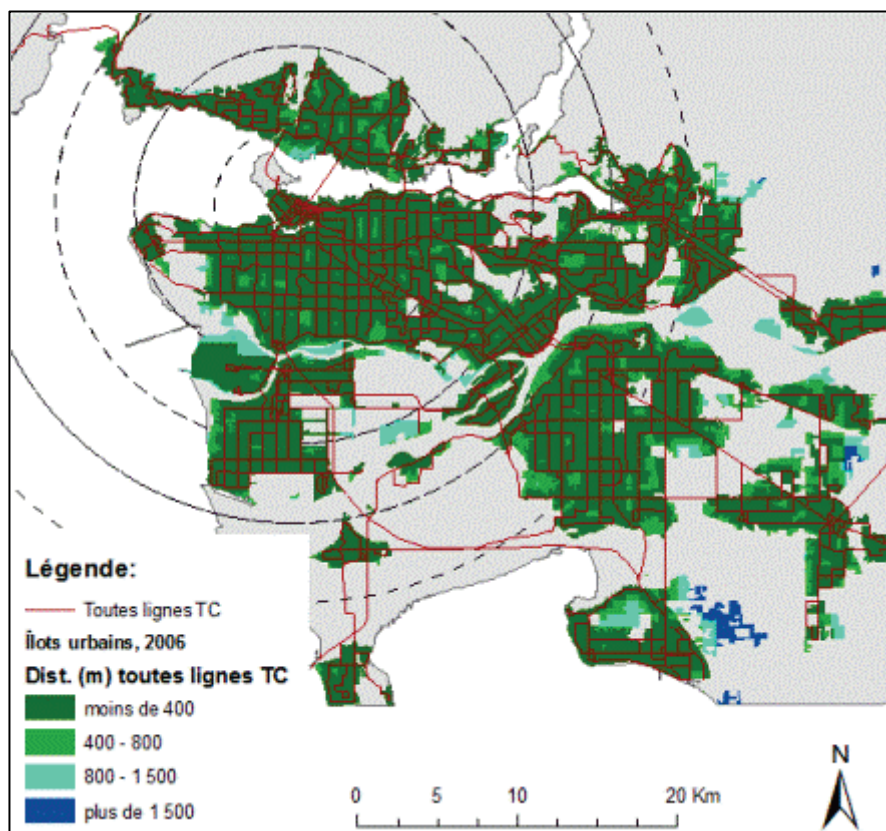 Légende:
Toutes lignes TC
Îlots urbains, 2006
Dist. (m) toutes lignes TC
moins de 400
400 - 800
800 - 1 500
plus de 1 500
0 5 10 20 Km
N